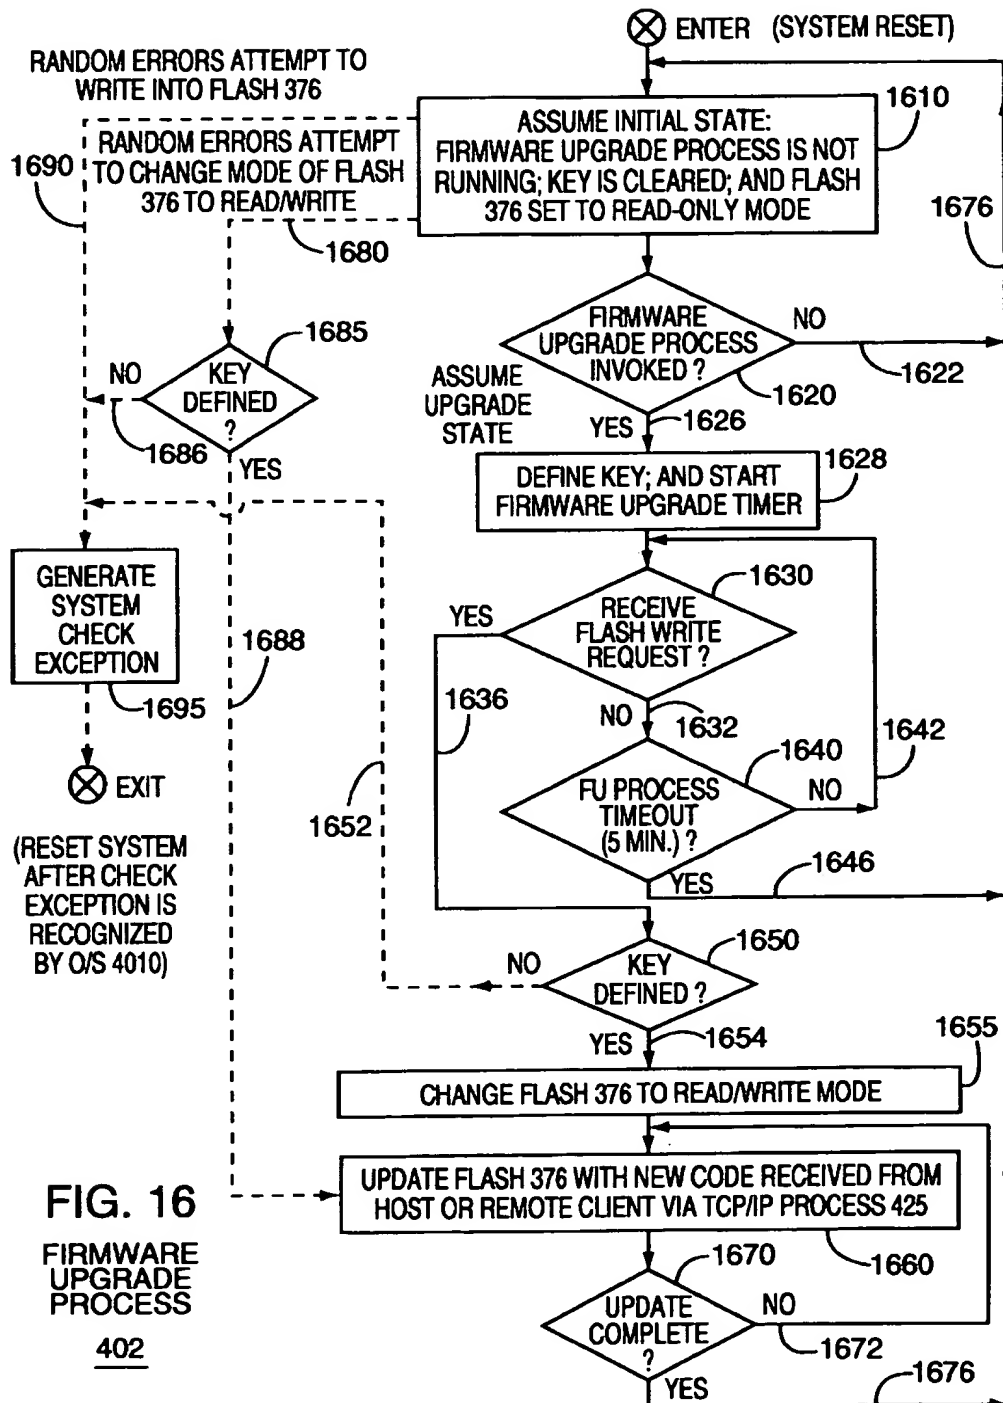 ENTER (SYSTEM RESET)
RANDOM ERRORS ATTEMPT TO
WRITE INTO FLASH 376
1610
ASSUME INITIAL STATE:
FIRMWARE UPGRADE PROCESS IS NOT
RUNNING; KEY IS CLEARED; AND FLASH
376 SET TO READ-ONLY MODE
1690
RANDOM ERRORS ATTEMPT
TO CHANGE MODE OF FLASH
376 TO READ/WRITE
1680
1676
FIRMWARE
UPGRADE PROCESS
INVOKED ?
NO
1622
1620
1685
KEY
DEFINED
?
NO
1686
YES
ASSUME
UPGRADE
STATE
YES
1626
1628
DEFINE KEY; AND START
FIRMWARE UPGRADE TIMER
GENERATE
SYSTEM
CHECK
EXCEPTION
1695
1688
1630
YES
RECEIVE
FLASH WRITE
REQUEST ?
1636
NO
1632
1642
1640
FU PROCESS
TIMEOUT
(5 MIN.) ?
NO
YES
1646
EXIT
(RESET SYSTEM
AFTER CHECK
EXCEPTION IS
RECOGNIZED
BY O/S 4010)
1652
1650
NO
KEY
DEFINED ?
YES
1654
1655
CHANGE FLASH 376 TO READ/WRITE MODE
UPDATE FLASH 376 WITH NEW CODE RECEIVED FROM
HOST OR REMOTE CLIENT VIA TCP/IP PROCESS 425
1660
1670
UPDATE
COMPLETE
?
NO
1672
YES
1676
FIG. 16
FIRMWARE
UPGRADE
PROCESS
402